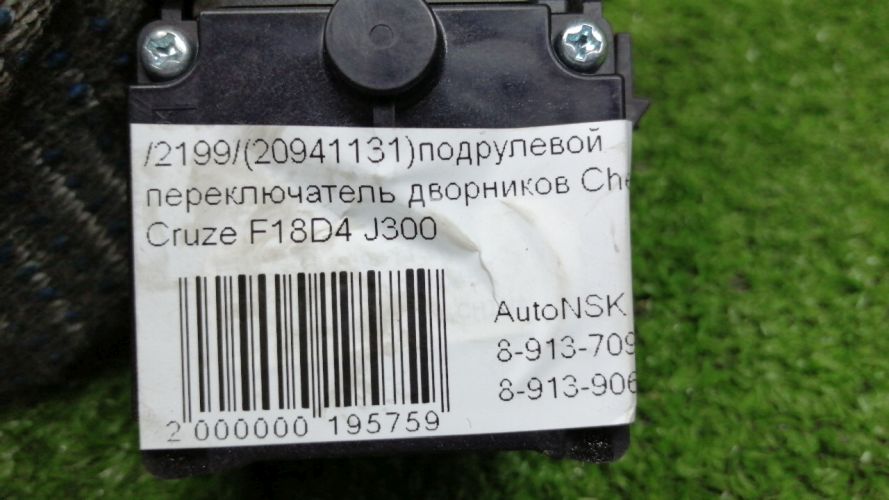 /2199/(20941131)подрулевой
переключатель дворников Che
Cruze F18D4 J300
AutoNSK
8-913-709
8-913-906
2 000000 195759